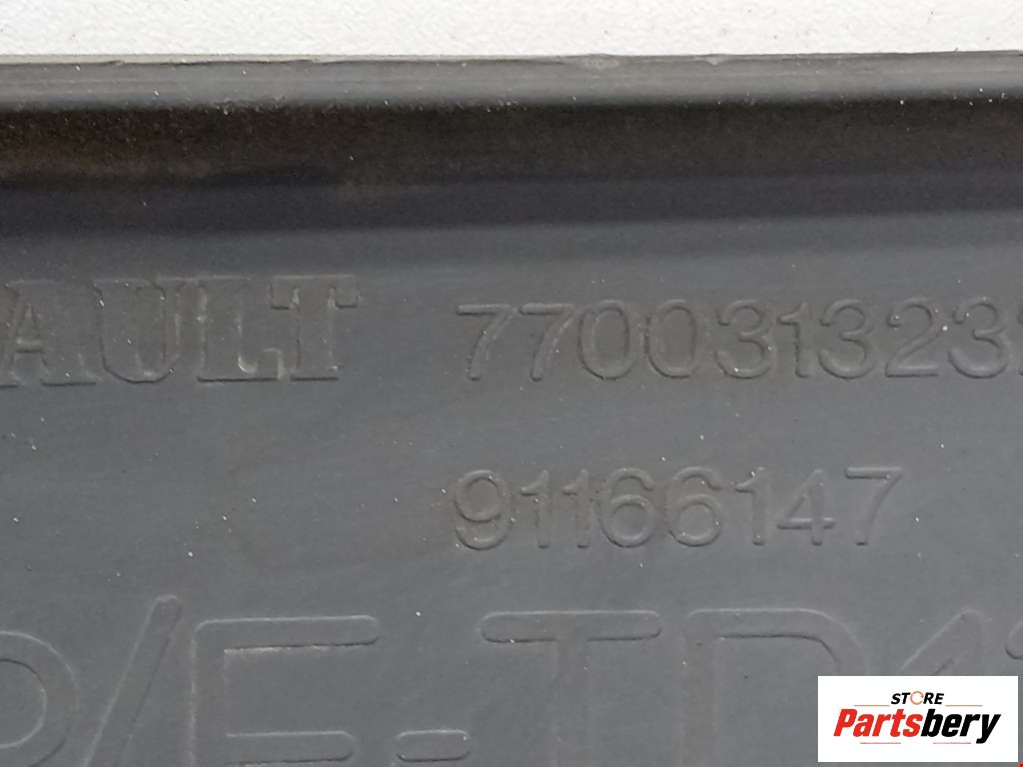 AULT 770031323
91166147
P/E-TD
STORE
Partsbery